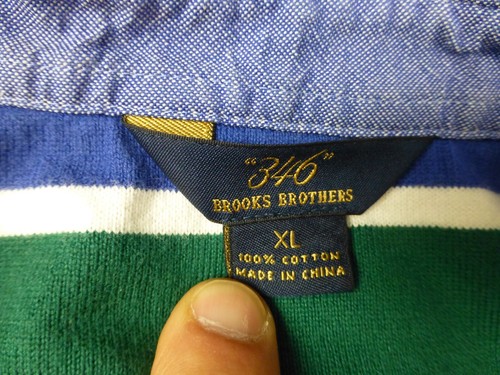 "346"
BROOKS BROTHERS
XL
100% COTTON
MADE IN CHINA